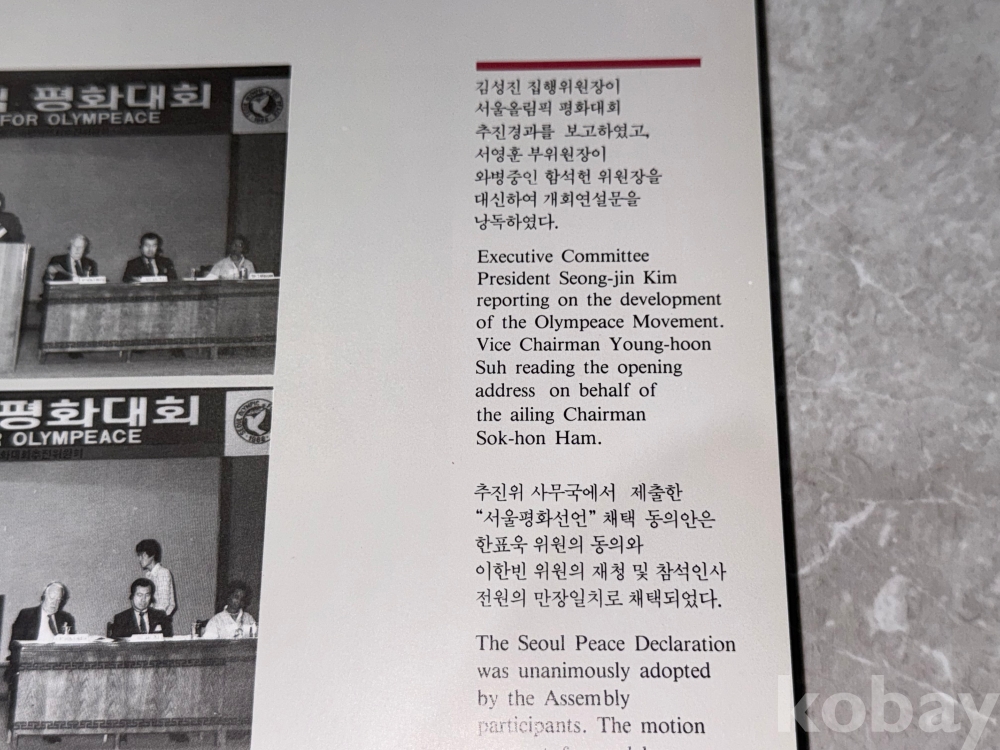 평화대회
FOR OLYMPEACE
평화대회
OLYMPEACE
김성진 집행위원장이
서울올림픽 평화대회
추진경과를 보고하였고,
서영훈 부위원장이
와병중인 함석헌 위원장을
대신하여 개회연설문을
낭독하였다.
Executive Committee
President Seong-jin Kim
reporting on the development
of the Olympeace Movement.
Vice Chairman Young-hoon
Suh reading the opening
address on behalf of
the ailing Chairman
Sok-hon Ham.
추진위 사무국에서 제출한
“서울평화선언” 채택 동의안은
한표욱 위원의 동의와
이한빈 위원의 재청 및 참석인사
전원의 만장일치로 채택되었다.
The Seoul Peace Declaration
was unanimously adopted
by the Assembly
participants. The motion
kobay